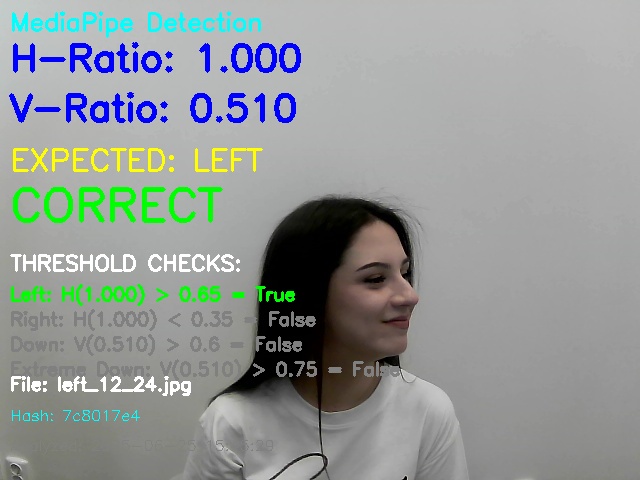 MediaPipe Detection
H-Ratio: 1.000
V-Ratio: 0.510
EXPECTED: LEFT
CORRECT
THRESHOLD CHECKS:
Left: H(1.000) > 0.65 = True
Right: H(1.000) < 0.35 = False
Down: V(0.510) > 0.6 = False
Extreme Down: V(0.510) > 0.75 = False
File: left_12_24.jpg
Hash: 7c8017e4